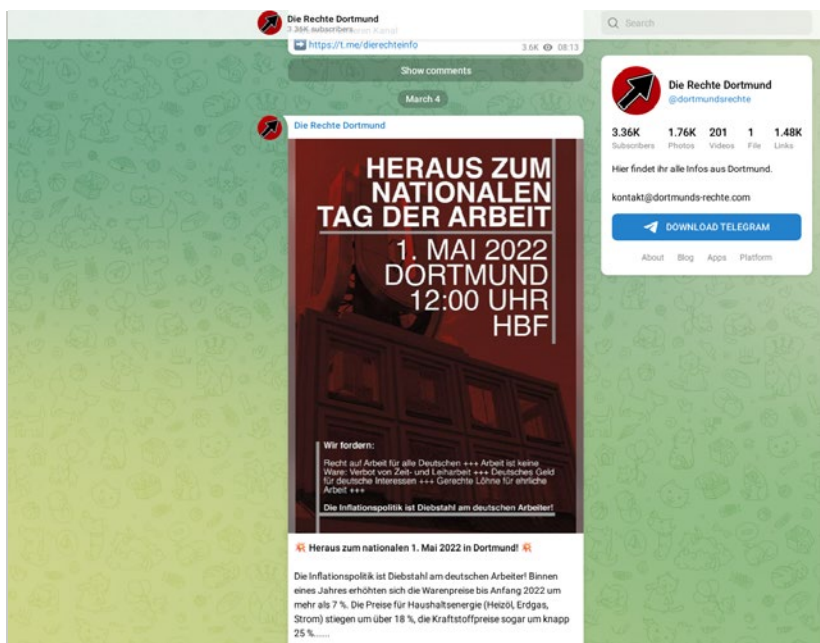 Die Rechte Dortmund
3.36K subscribers
https://t.me/dierechteinfo
3.6K 08:13
Show comments
March 4
Die Rechte Dortmund
HERAUS ZUM
NATIONALEN
TAG DER ARBEIT
1. MAI 2022
DORTMUND
12:00 UHR
HBF
Wir fordern:
Recht auf Arbeit für alle Deutschen +++ Arbeit ist keine
Ware: Verbot von Zeit- und Leiharbeit +++ Deutsches Geld
für deutsche Interessen +++ Gerechte Löhne für ehrliche
Arbeit +++
Die Inflationspolitik ist Diebstahl am deutschen Arbeiter!
Heraus zum nationalen 1. Mai 2022 in Dortmund!
Die Inflationspolitik ist Diebstahl am deutschen Arbeiter! Binnen
eines Jahres erhöhten sich die Warenpreise bis Anfang 2022 um
mehr als 7 %. Die Preise für Haushaltsenergie (Heizöl, Erdgas,
Strom) stiegen um über 18 %, die Kraftstoffpreise sogar um knapp
25 %......
Search
Die Rechte Dortmund
@dortmundsrechte
3.36K 1.76K 201 1 1.48K
Subscribers Photos Videos File Links
Hier findet ihr alle Infos aus Dortmund.
kontakt@dortmunds-rechte.com
DOWNLOAD TELEGRAM
About Blog Apps Platform